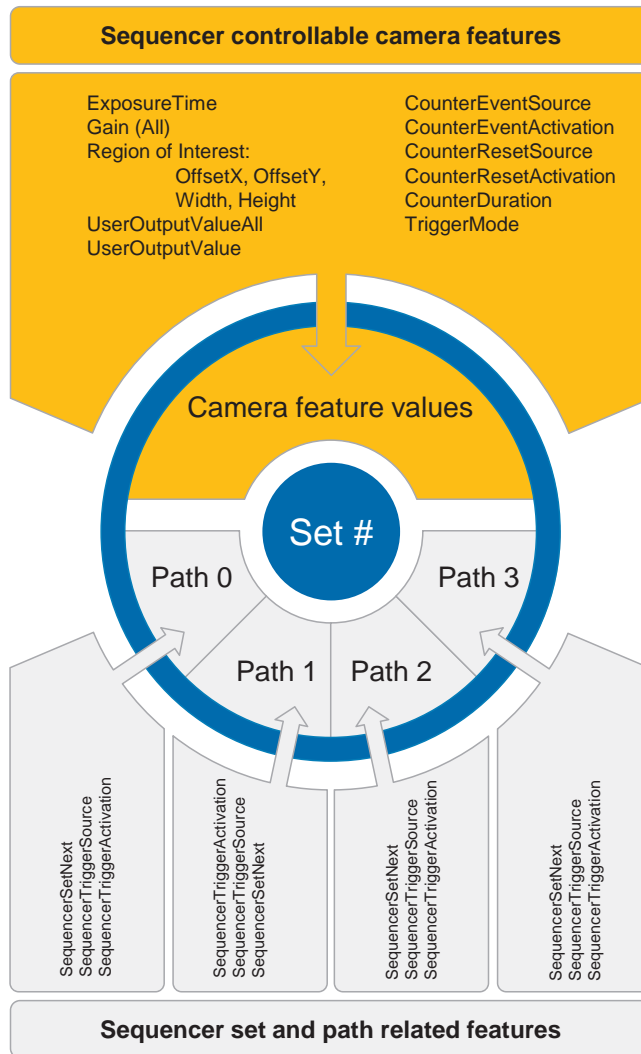 Sequencer controllable camera features
ExposureTime
Gain (All)
Region of Interest:
OffsetX, OffsetY,
Width, Height
UserOutputValueAll
UserOutputValue
CounterEventSource
CounterEventActivation
CounterResetSource
CounterResetActivation
CounterDuration
TriggerMode
Camera feature values
Set #
Path 0
Path 1
Path 2
Path 3
SequencerSetNext
SequencerTriggerSource
SequencerTriggerActivation
SequencerTriggerActivation
SequencerTriggerSource
SequencerSetNext
SequencerSetNext
SequencerTriggerSource
SequencerTriggerActivation
SequencerSetNext
SequencerTriggerSource
SequencerTriggerActivation
Sequencer set and path related features